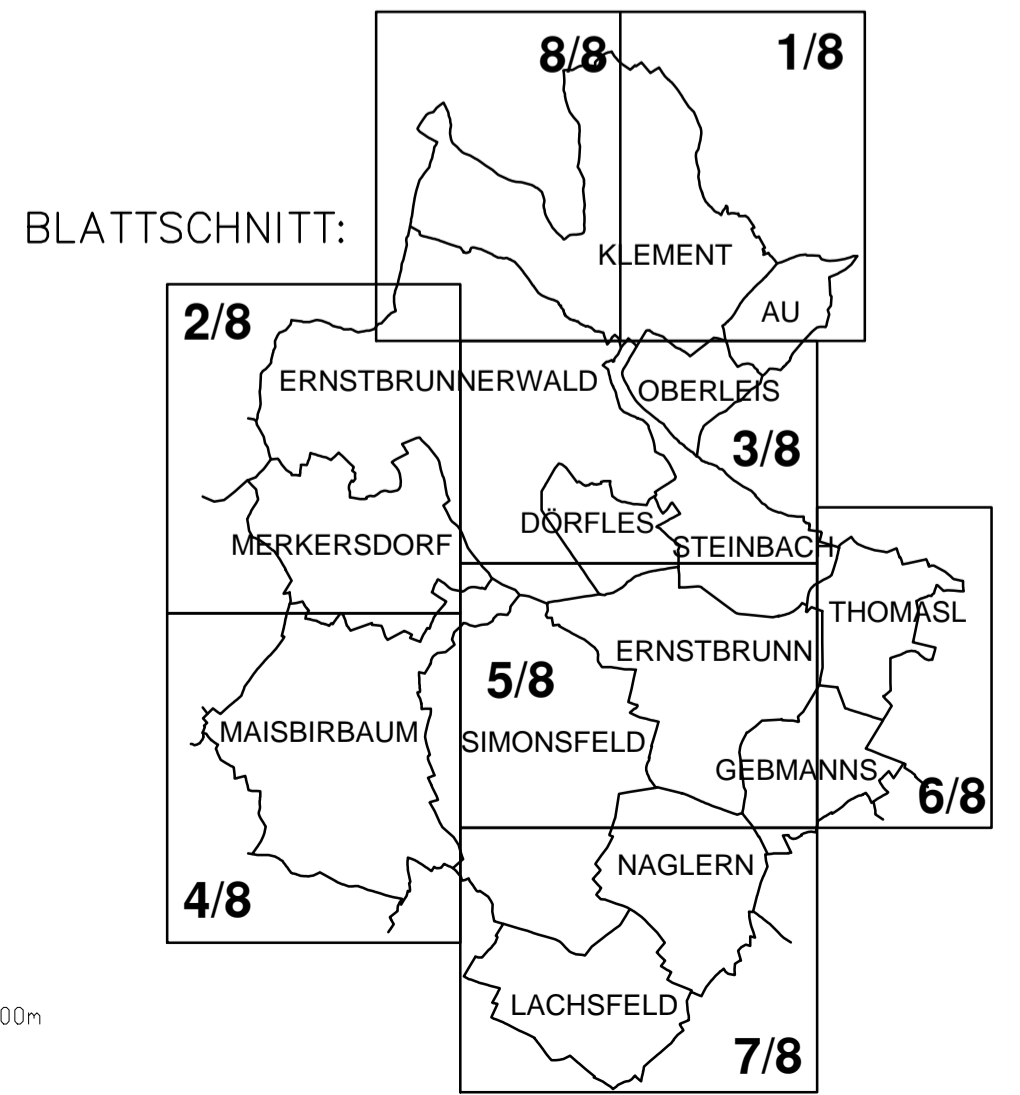 8/8
1/8
BLATTSCHNITT:
KLEMENT
2/8
AU
ERNSTBRUNNERWALD
OBERLEIS
3/8
DÖRFLES
MERKERSDORF
STEINBACH
THOMASL
ERNSTBRUNN
5/8
MAISBIRBAUM
SIMONSFELD
GEBMANNS
6/8
NAGLERN
4/8
LACHSFELD
00m
7/8